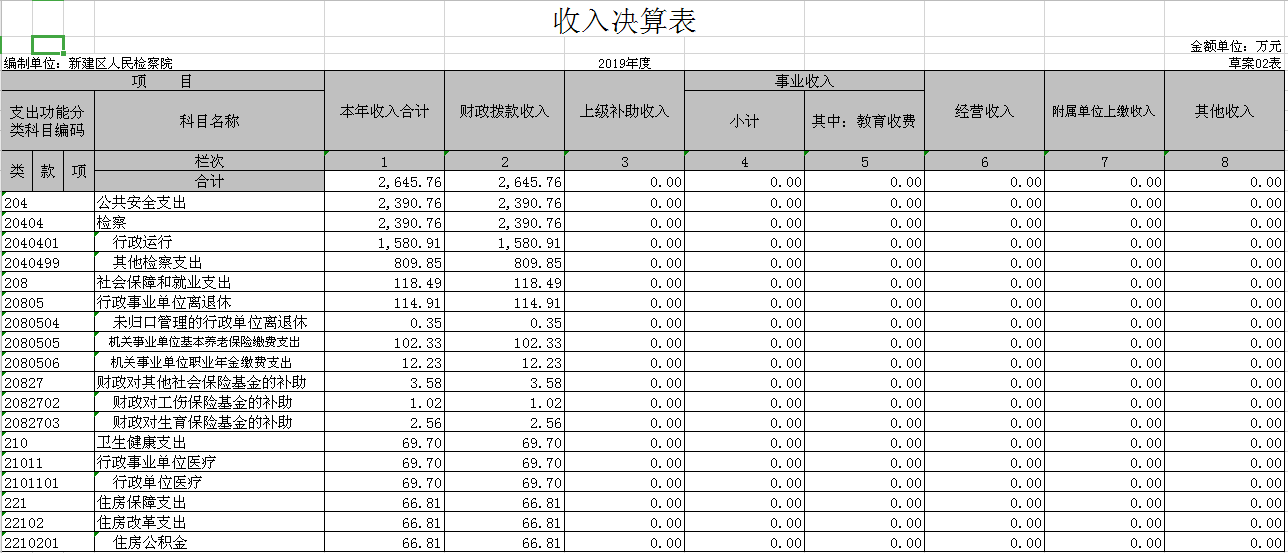 收入决算表
金额单位：万元
编制单位：新建区人民检察院 2019年度 草案02表
项 目 本年收入合计 财政拨款收入 上级补助收入 事业收入 经营收入 附属单位上缴收入 其他收入
支出功能分类科目编码 科目名称 小计 其中：教育收费
类 款 项 栏次 1 2 3 4 5 6 7 8
合计 2,645.76 2,645.76 0.00 0.00 0.00 0.00 0.00 0.00
204 公共安全支出 2,390.76 2,390.76 0.00 0.00 0.00 0.00 0.00 0.00
20404 检察 2,390.76 2,390.76 0.00 0.00 0.00 0.00 0.00 0.00
2040401 行政运行 1,580.91 1,580.91 0.00 0.00 0.00 0.00 0.00 0.00
2040499 其他检察支出 809.85 809.85 0.00 0.00 0.00 0.00 0.00 0.00
208 社会保障和就业支出 118.49 118.49 0.00 0.00 0.00 0.00 0.00 0.00
20805 行政事业单位离退休 114.91 114.91 0.00 0.00 0.00 0.00 0.00 0.00
2080504 未归口管理的行政单位离退休 0.35 0.35 0.00 0.00 0.00 0.00 0.00 0.00
2080505 机关事业单位基本养老保险缴费支出 102.33 102.33 0.00 0.00 0.00 0.00 0.00 0.00
2080506 机关事业单位职业年金缴费支出 12.23 12.23 0.00 0.00 0.00 0.00 0.00 0.00
20827 财政对其他社会保险基金的补助 3.58 3.58 0.00 0.00 0.00 0.00 0.00 0.00
2082702 财政对工伤保险基金的补助 1.02 1.02 0.00 0.00 0.00 0.00 0.00 0.00
2082703 财政对生育保险基金的补助 2.56 2.56 0.00 0.00 0.00 0.00 0.00 0.00
210 卫生健康支出 69.70 69.70 0.00 0.00 0.00 0.00 0.00 0.00
21011 行政事业单位医疗 69.70 69.70 0.00 0.00 0.00 0.00 0.00 0.00
2101101 行政单位医疗 69.70 69.70 0.00 0.00 0.00 0.00 0.00 0.00
221 住房保障支出 66.81 66.81 0.00 0.00 0.00 0.00 0.00 0.00
22102 住房改革支出 66.81 66.81 0.00 0.00 0.00 0.00 0.00 0.00
2210201 住房公积金 66.81 66.81 0.00 0.00 0.00 0.00 0.00 0.00